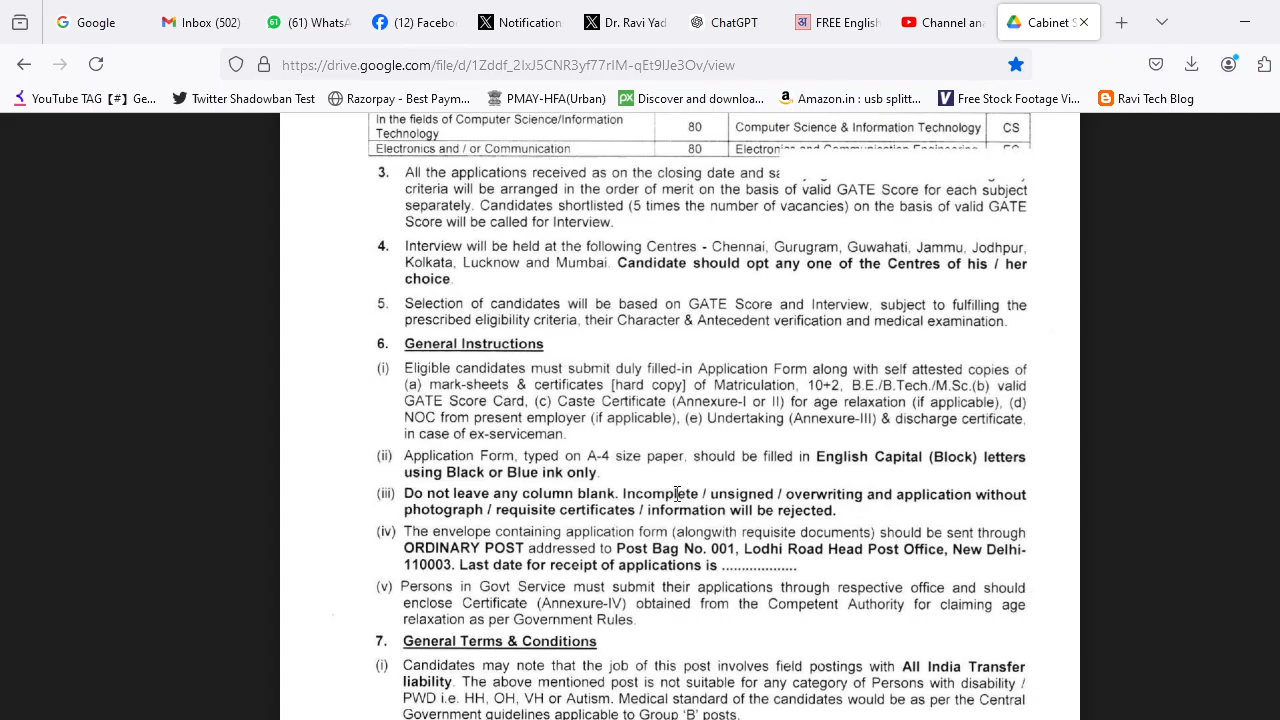 Google
Inbox (502)
(61) WhatsA
(12) Facebo
Notification
Dr. Ravi Yad
ChatGPT
FREE English
Channel an
Cabinet S
https://drive.google.com/file/d/1Zddf_2IxJ5CNR3yf77rIM-qEt9lJe3Ov/view
YouTube TAG [#] Ge...
Twitter Shadowban Test
Razorpay - Best Paym...
PMAY-HFA(Urban)
Discover and downloa...
Amazon.in : usb splitt...
Free Stock Footage Vi...
Ravi Tech Blog
In the fields of Computer Science/Information Technology 80 Computer Science & Information Technology CS
Electronics and / or Communication 80 Electronics and Communication Engineering EC
3. All the applications received as on the closing date and
criteria will be arranged in the order of merit on the basis of valid GATE Score for each subject
separately. Candidates shortlisted (5 times the number of vacancies) on the basis of valid GATE
Score will be called for Interview.
4. Interview will be held at the following Centres - Chennai, Gurugram, Guwahati, Jammu, Jodhpur,
Kolkata, Lucknow and Mumbai. Candidate should opt any one of the Centres of his / her
choice.
5. Selection of candidates will be based on GATE Score and Interview, subject to fulfilling the
prescribed eligibility criteria, their Character & Antecedent verification and medical examination.
6. General Instructions
(i) Eligible candidates must submit duly filled-in Application Form along with self attested copies of
(a) mark-sheets & certificates [hard copy] of Matriculation, 10+2, B.E./B.Tech./M.Sc.(b) valid
GATE Score Card, (c) Caste Certificate (Annexure-I or II) for age relaxation (if applicable), (d)
NOC from present employer (if applicable), (e) Undertaking (Annexure-III) & discharge certificate,
in case of ex-serviceman.
(ii) Application Form, typed on A-4 size paper, should be filled in English Capital (Block) letters
using Black or Blue ink only.
(iii) Do not leave any column blank. Incomplete / unsigned / overwriting and application without
photograph / requisite certificates / information will be rejected.
(iv) The envelope containing application form (alongwith requisite documents) should be sent through
ORDINARY POST addressed to Post Bag No. 001, Lodhi Road Head Post Office, New Delhi-
110003. Last date for receipt of applications is ...................
(v) Persons in Govt Service must submit their applications through respective office and should
enclose Certificate (Annexure-IV) obtained from the Competent Authority for claiming age
relaxation as per Government Rules.
7. General Terms & Conditions
(i) Candidates may note that the job of this post involves field postings with All India Transfer
liability. The above mentioned post is not suitable for any category of Persons with disability /
PWD i.e. HH, OH, VH or Autism. Medical standard of the candidates would be as per the Central
Government guidelines applicable to Group 'B' posts.